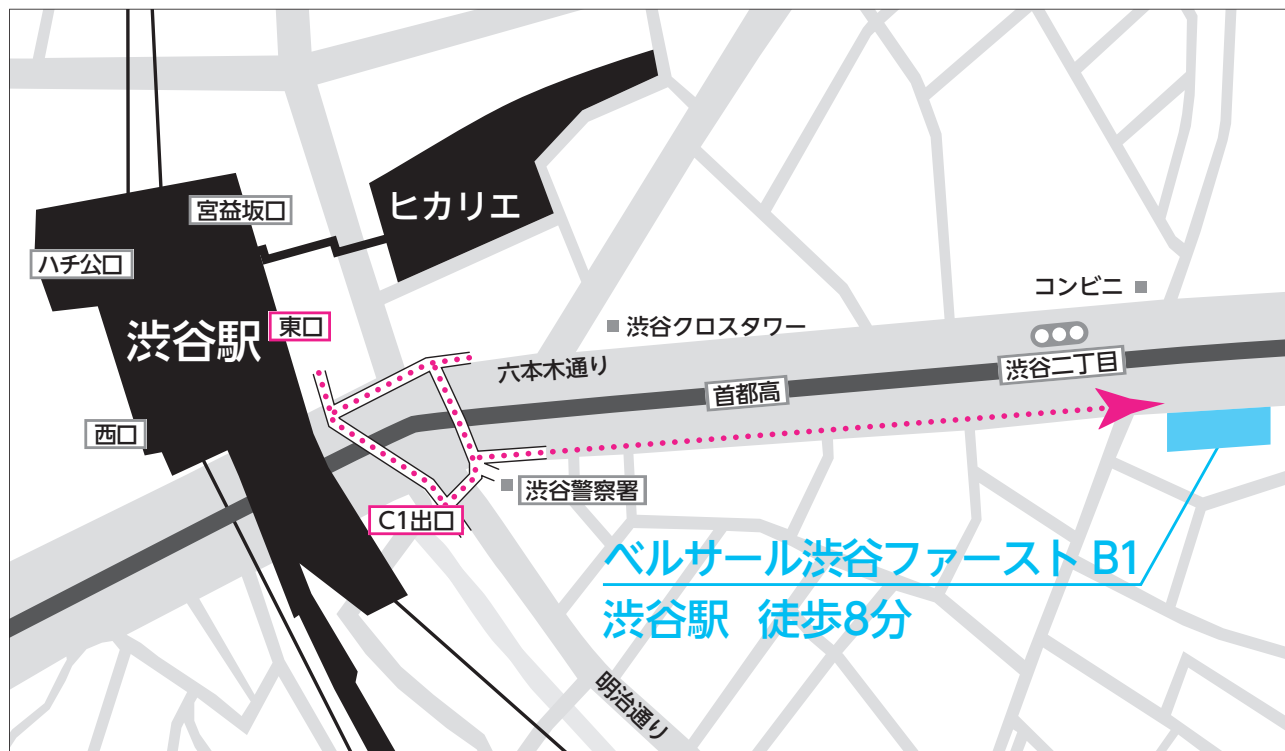 宮益坂口
ヒカリエ
ハチ公口
渋谷駅
東口
コンビニ
渋谷クロスタワー
六本木通り
渋谷二丁目
首都高
西口
渋谷警察署
C1出口
ベルサール渋谷ファースト B1
渋谷駅 徒歩8分
明治通り